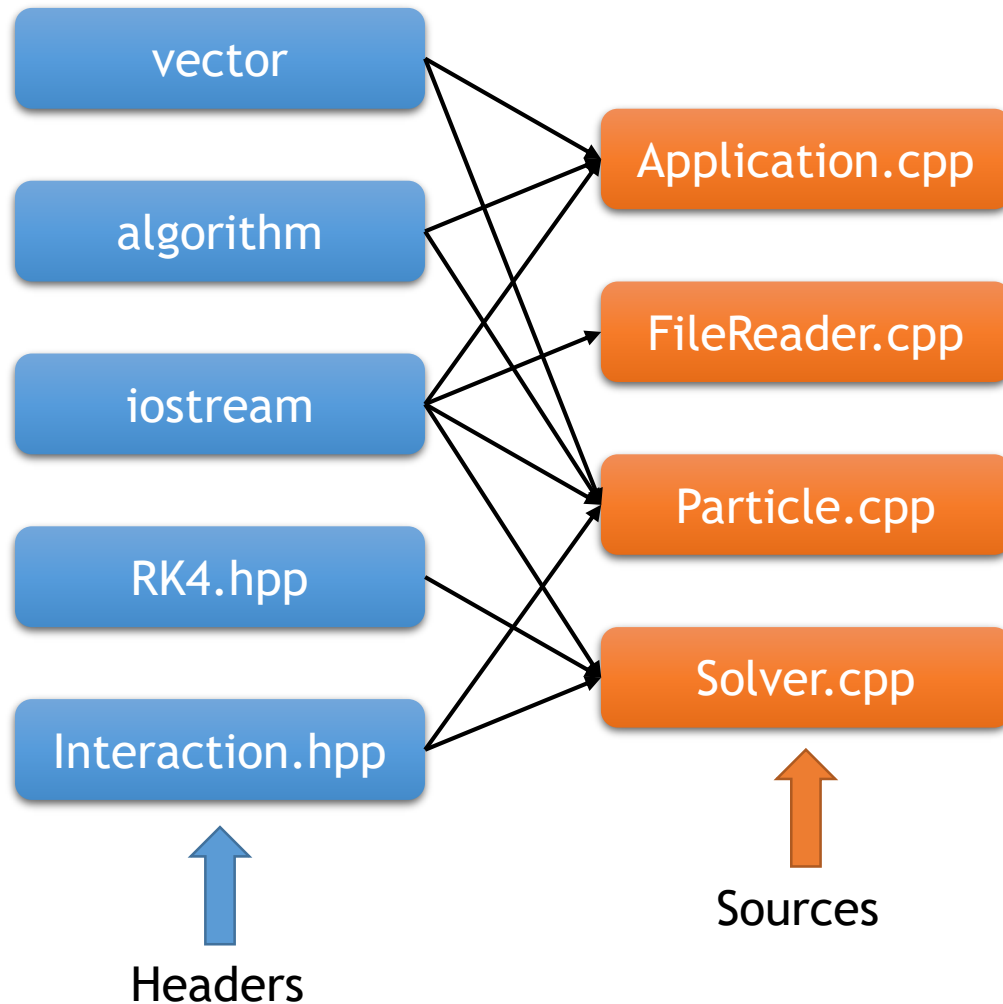 vector
algorithm
iostream
RK4.hpp
Interaction.hpp
Headers
Application.cpp
FileReader.cpp
Particle.cpp
Solver.cpp
Sources